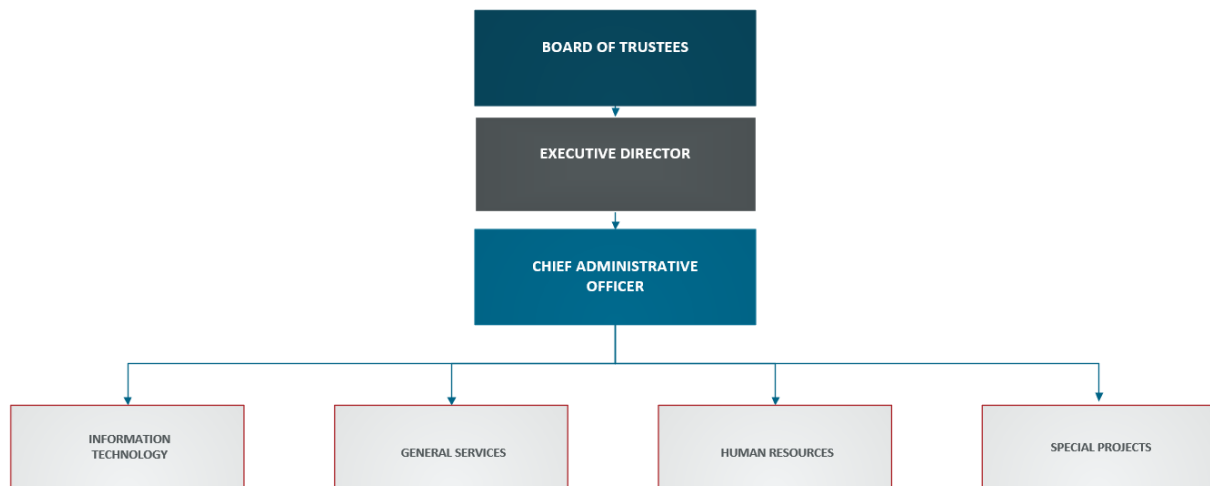 BOARD OF TRUSTEES
EXECUTIVE DIRECTOR
CHIEF ADMINISTRATIVE
OFFICER
INFORMATION
TECHNOLOGY
GENERAL SERVICES
HUMAN RESOURCES
SPECIAL PROJECTS